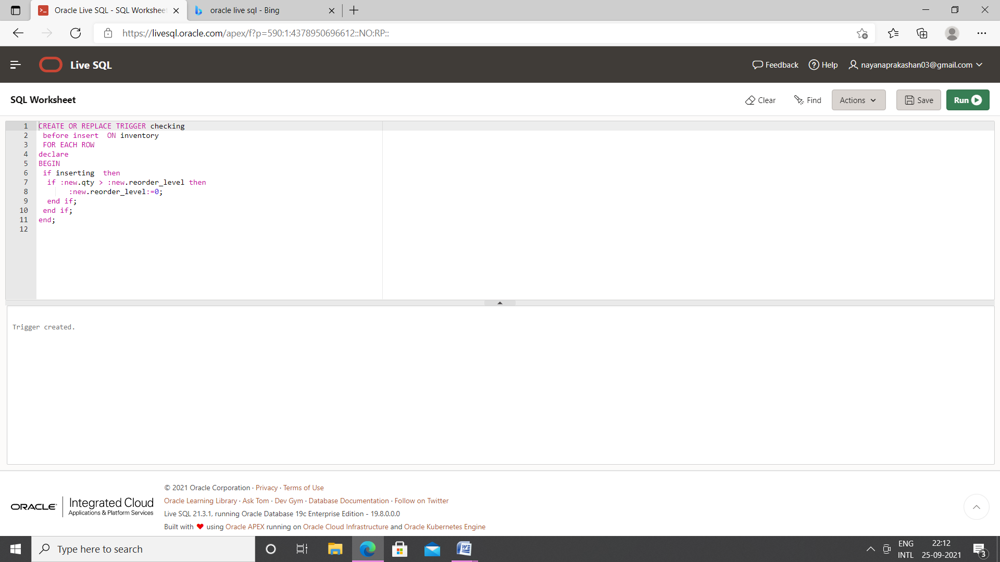 Oracle Live SQL - SQL Workshee
oracle live sql - Bing
https://livesql.oracle.com/apex/f?p=590:1:4378950696612::NO:RP::
Live SQL
Feedback
Help
nayanaprakashan03@gmail.com
SQL Worksheet
Clear
Find
Actions
Save
Run
1 CREATE OR REPLACE TRIGGER checking
2 before insert  ON inventory
3 FOR EACH ROW
4 declare
5 BEGIN
6 if inserting  then
7 if :new.qty > :new.reorder_level then
8 :new.reorder_level:=0;
9 end if;
10 end if;
11 end;
12
Trigger created.
© 2021 Oracle Corporation · Privacy · Terms of Use
Oracle Learning Library · Ask Tom · Dev Gym · Database Documentation · Follow on Twitter
Live SQL 21.3.1, running Oracle Database 19c Enterprise Edition - 19.8.0.0.0
Built with ❤ using Oracle APEX running on Oracle Cloud Infrastructure and Oracle Kubernetes Engine
ORACLE
Integrated Cloud
Applications & Platform Services
Type here to search
ENG
INTL
22:12
25-09-2021
3